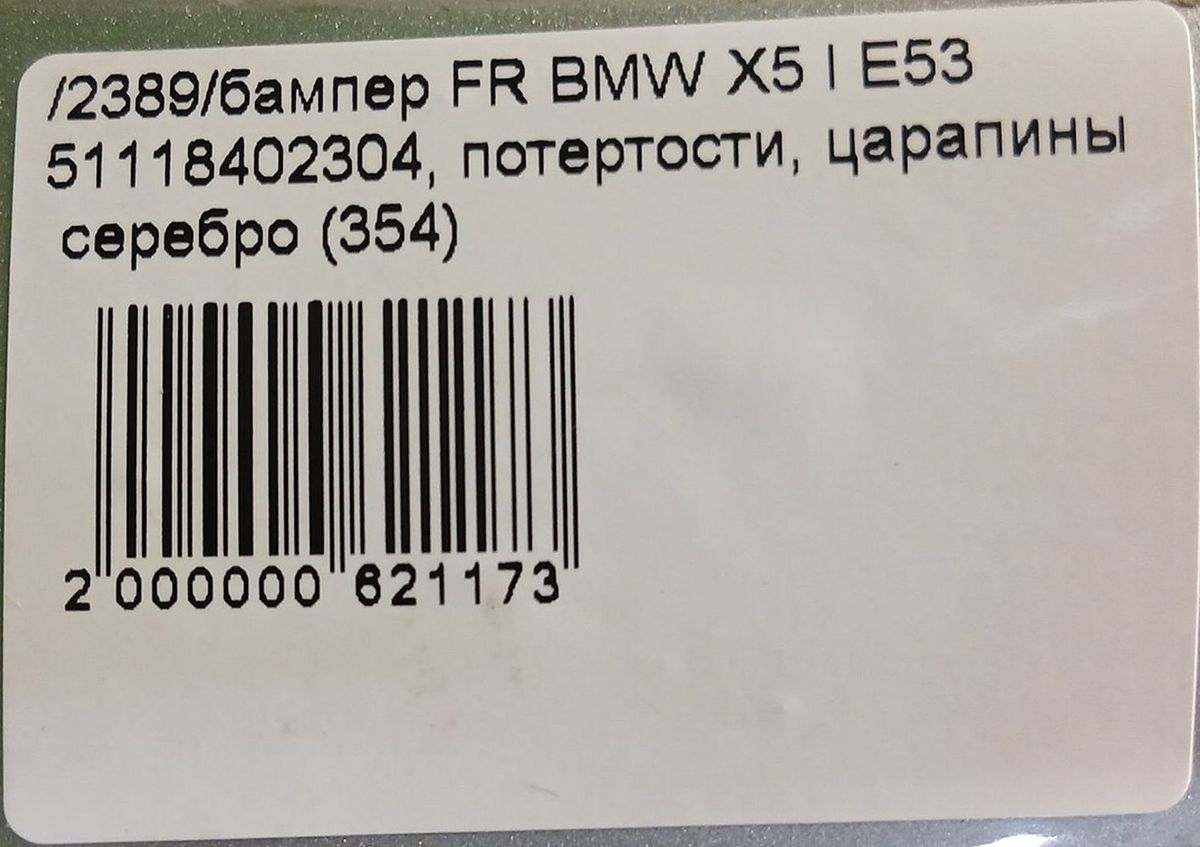 /2389/бампер FR BMW X5 I E53
51118402304, потертости, царапины
серебро (354)
2 000000 621173